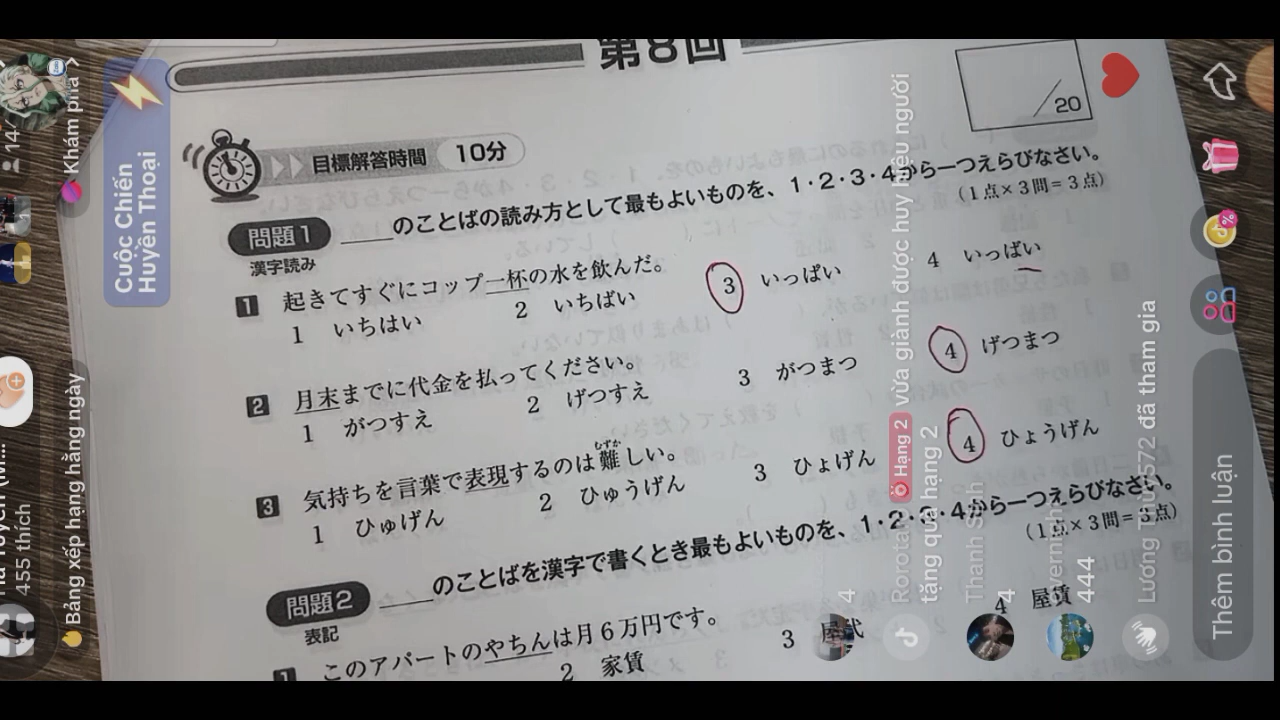 第8回
/20
目標解答時間 10分
問題1 ____のことばの読み方として最もよいものを、1・2・3・4から一つえらびなさい。
漢字読み
(1点×3問=3点)
1 起きてすぐにコップ一杯の水を飲んだ。
1 いちはい 2 いちばい 3 いっぱい 4 いっばい
2 月末までに代金を払ってください。
1 がつすえ 2 げつすえ 3 がつまつ 4 げつまつ
3 気持ちを言葉で表現するのは難しい。
むずか
1 ひゅげん 2 ひゅうげん 3 ひょげん 4 ひょうげん
問題2 ____のことばを漢字で書くとき最もよいものを、1・2・3・4から一つえらびなさい。
表記
(1点×3問=3点)
1 このアパートのやちんは月6万円です。
2 家賃 3 4 屋賃
Cuộc Chiến
Huyền Thoại
Khám phá
14
455 thích
Bảng xếp hạng hằng ngày
4
Hạng 2 vừa giành được huy hiệu người
tặng quà hạng 2
4
444
đã tham gia
Thêm bình luận